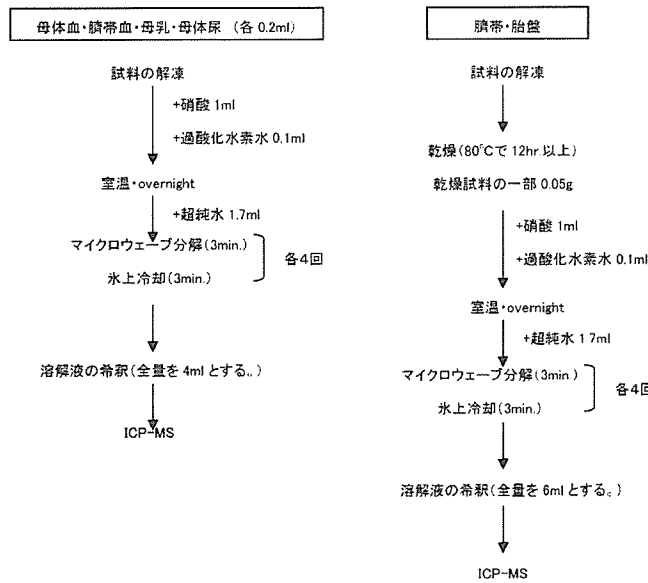 母体血・臍帯血・母乳・母体尿 (各 0.2ml)
試料の解凍
+硝酸 1ml
+過酸化水素水 0.1ml
室温・overnight
+超純水 1.7ml
マイクロウェーブ分解(3min.)
各4回
氷上冷却(3min.)
溶解液の希釈(全量を 4ml とする。)
ICP-MS
臍帯・胎盤
試料の解凍
乾燥(80℃で 12hr.以上)
乾燥試料の一部 0.05g
+硝酸 1ml
+過酸化水素水 0.1ml
室温・overnight
+超純水 1.7ml
マイクロウェーブ分解(3min.)
各4回
氷上冷却(3min.)
溶解液の希釈(全量を 6ml とする。)
ICP-MS